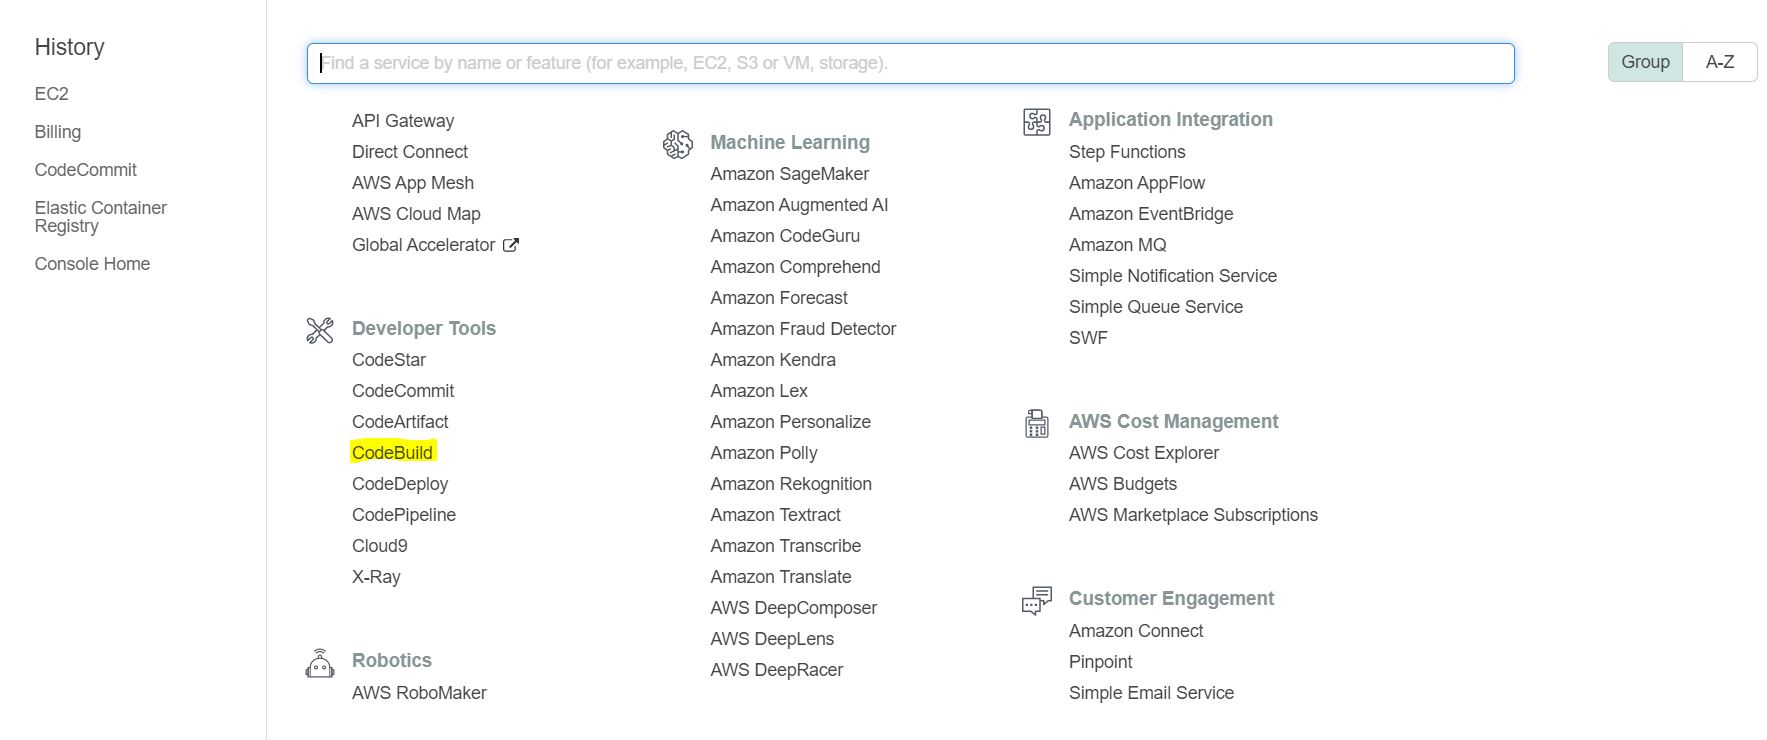 History
EC2
Billing
CodeCommit
Elastic Container
Registry
Console Home
Find a service by name or feature (for example, EC2, S3 or VM, storage).
Group
A-Z
API Gateway
Direct Connect
AWS App Mesh
AWS Cloud Map
Global Accelerator
Developer Tools
CodeStar
CodeCommit
CodeArtifact
CodeBuild
CodeDeploy
CodePipeline
Cloud9
X-Ray
Robotics
AWS RoboMaker
Machine Learning
Amazon SageMaker
Amazon Augmented AI
Amazon CodeGuru
Amazon Comprehend
Amazon Forecast
Amazon Fraud Detector
Amazon Kendra
Amazon Lex
Amazon Personalize
Amazon Polly
Amazon Rekognition
Amazon Textract
Amazon Transcribe
Amazon Translate
AWS DeepComposer
AWS DeepLens
AWS DeepRacer
Application Integration
Step Functions
Amazon AppFlow
Amazon EventBridge
Amazon MQ
Simple Notification Service
Simple Queue Service
SWF
AWS Cost Management
AWS Cost Explorer
AWS Budgets
AWS Marketplace Subscriptions
Customer Engagement
Amazon Connect
Pinpoint
Simple Email Service